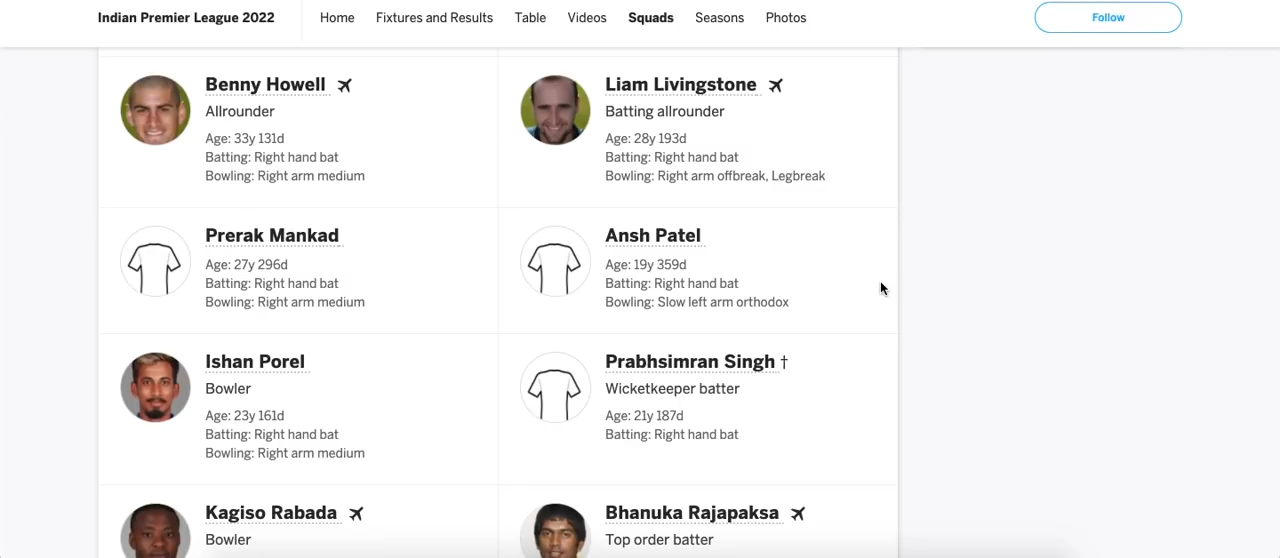 Indian Premier League 2022 Home Fixtures and Results Table Videos Squads Seasons Photos Follow
Benny Howell
Allrounder
Age: 33y 131d
Batting: Right hand bat
Bowling: Right arm medium
Liam Livingstone
Batting allrounder
Age: 28y 193d
Batting: Right hand bat
Bowling: Right arm offbreak, Legbreak
Prerak Mankad
Age: 27y 296d
Batting: Right hand bat
Bowling: Right arm medium
Ansh Patel
Age: 19y 359d
Batting: Right hand bat
Bowling: Slow left arm orthodox
Ishan Porel
Bowler
Age: 23y 161d
Batting: Right hand bat
Bowling: Right arm medium
Prabhsimran Singh †
Wicketkeeper batter
Age: 21y 187d
Batting: Right hand bat
Kagiso Rabada
Bowler
Bhanuka Rajapaksa
Top order batter